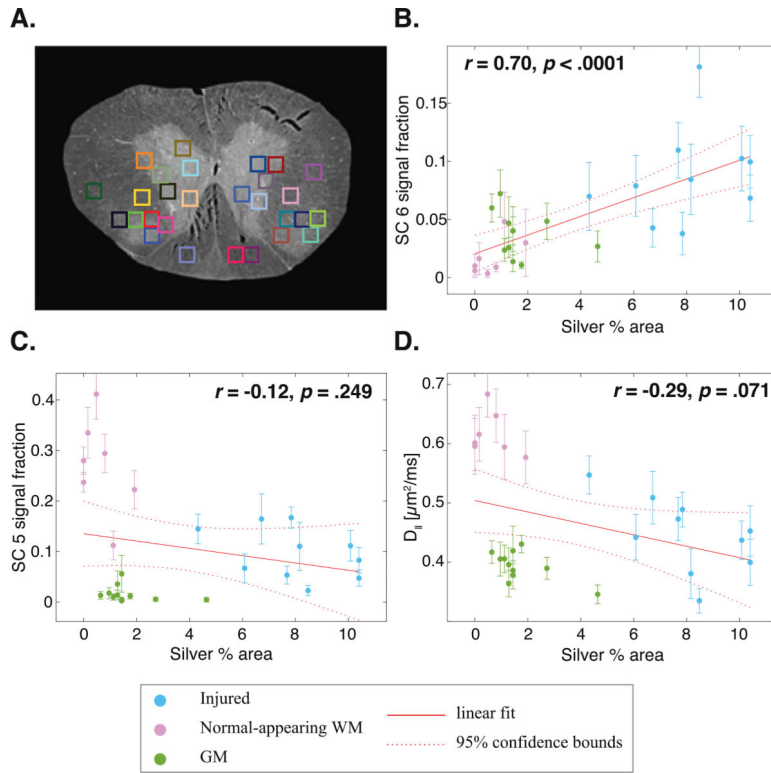 A.
B.
r = 0.70, p < .0001
SC 6 signal fraction
0.15
0.1
0.05
0
0 2 4 6 8 10
Silver % area
C.
r = -0.12, p = .249
SC 5 signal fraction
0.4
0.3
0.2
0.1
0
0 2 4 6 8 10
Silver % area
D.
r = -0.29, p = .071
D|| [μm²/ms]
0.7
0.6
0.5
0.4
0 2 4 6 8 10
Silver % area
Injured
Normal-appearing WM
GM
linear fit
95% confidence bounds